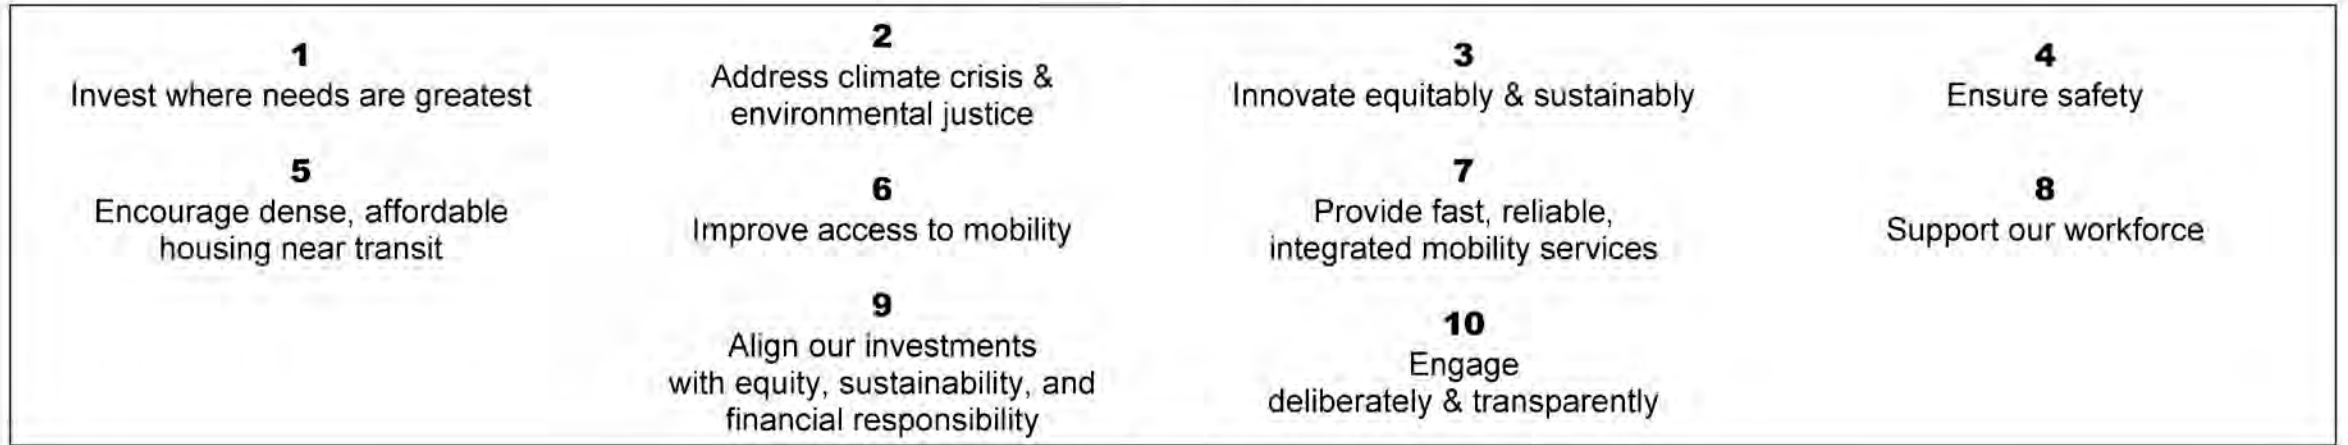 1
Invest where needs are greatest
2
Address climate crisis &
environmental justice
3
Innovate equitably & sustainably
4
Ensure safety
5
Encourage dense, affordable
housing near transit
6
Improve access to mobility
7
Provide fast, reliable,
integrated mobility services
8
Support our workforce
9
Align our investments
with equity, sustainability, and
financial responsibility
10
Engage
deliberately & transparently